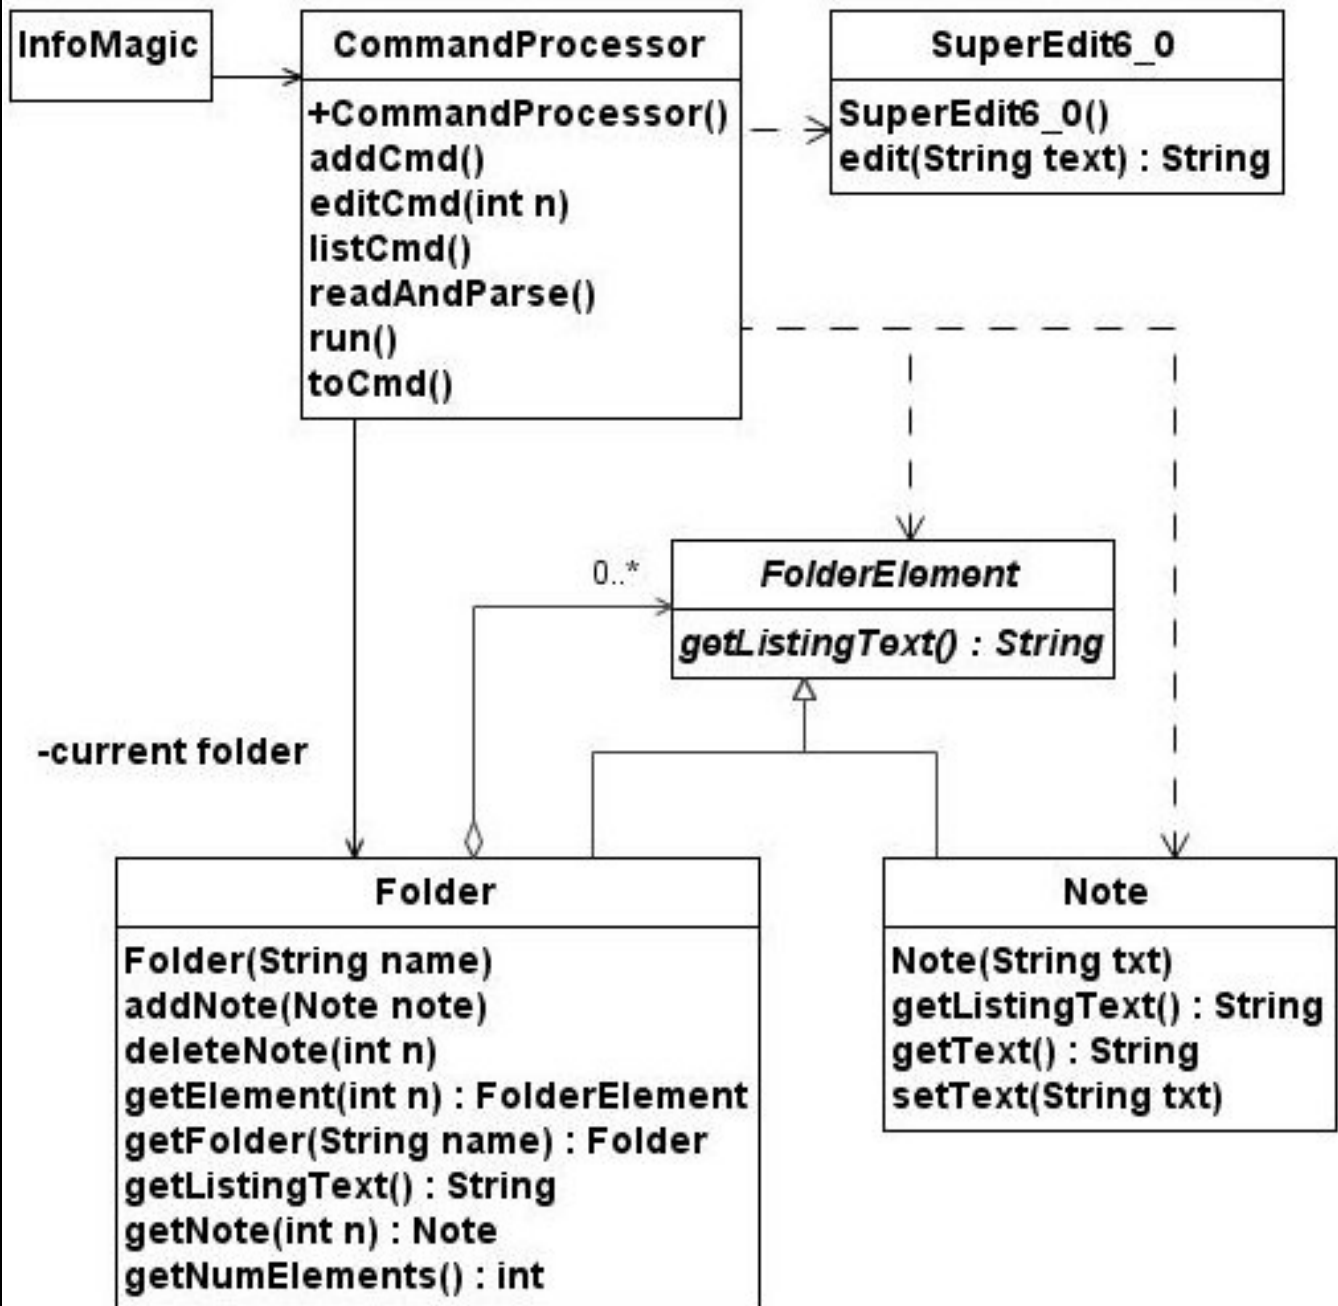 InfoMagic
CommandProcessor
+CommandProcessor()
addCmd()
editCmd(int n)
listCmd()
readAndParse()
run()
toCmd()
SuperEdit6_0
SuperEdit6_0()
edit(String text) : String
0..*
FolderElement
getListingText() : String
-current folder
Folder
Folder(String name)
addNote(Note note)
deleteNote(int n)
getElement(int n) : FolderElement
getFolder(String name) : Folder
getListingText() : String
getNote(int n) : Note
getNumElements() : int
Note
Note(String txt)
getListingText() : String
getText() : String
setText(String txt)